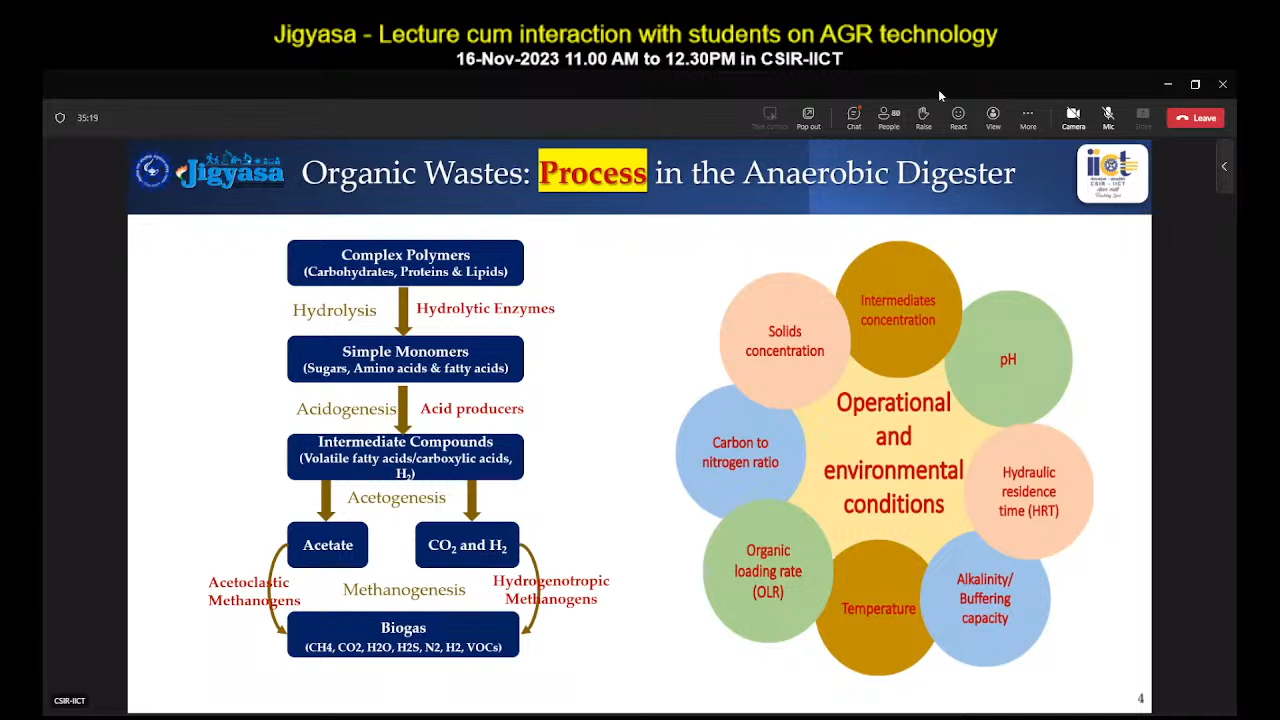 Jigyasa - Lecture cum interaction with students on AGR technology
16-Nov-2023 11.00 AM to 12.30PM in CSIR-IICT
35:19
Take control
Pop out
Chat
People
80
Raise
React
View
More
Camera
Mic
Share
Leave
Jigyasa
Organic Wastes: Process in the Anaerobic Digester
iict
CSIR - IICT
Complex Polymers
(Carbohydrates, Proteins & Lipids)
Hydrolysis
Hydrolytic Enzymes
Simple Monomers
(Sugars, Amino acids & fatty acids)
Acidogenesis
Acid producers
Intermediate Compounds
(Volatile fatty acids/carboxylic acids,
H₂)
Acetogenesis
Acetate
CO₂ and H₂
Acetoclastic
Methanogens
Methanogenesis
Hydrogenotropic
Methanogens
Biogas
(CH4, CO2, H2O, H2S, N2, H2, VOCs)
Intermediates
concentration
Solids
concentration
pH
Operational
and
environmental
conditions
Carbon to
nitrogen ratio
Hydraulic
residence
time (HRT)
Organic
loading rate
(OLR)
Alkalinity/
Buffering
capacity
Temperature
4
CSIR-IICT